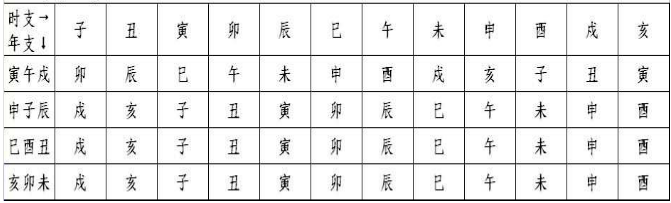 时支→ 子 丑 寅 卯 辰 巳 午 未 申 酉 戌 亥
年支↓
寅午戌 卯 辰 巳 午 未 申 酉 戌 亥 子 丑 寅
申子辰 戌 亥 子 丑 寅 卯 辰 巳 午 未 申 酉
巳酉丑 戌 亥 子 丑 寅 卯 辰 巳 午 未 申 酉
亥卯未 戌 亥 子 丑 寅 卯 辰 巳 午 未 申 酉